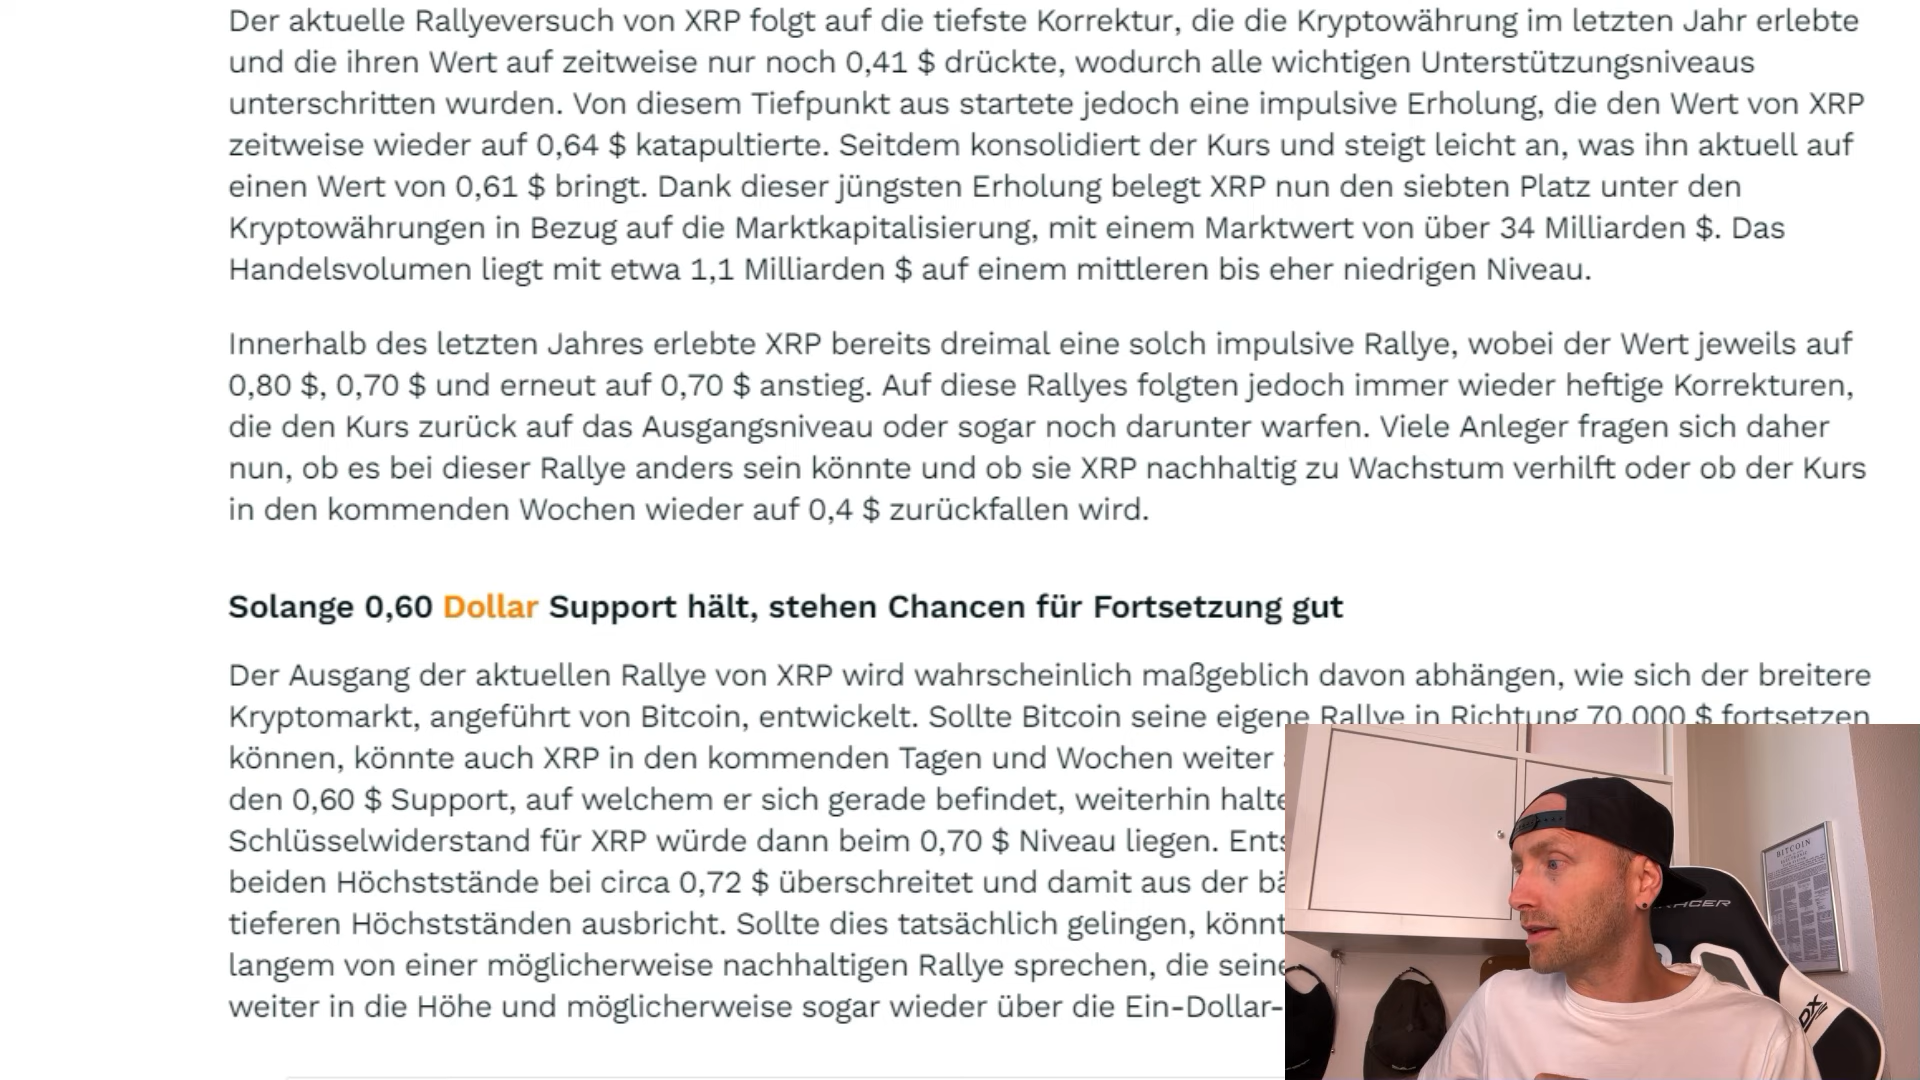 Der aktuelle Rallyeversuch von XRP folgt auf die tiefste Korrektur, die die Kryptowährung im letzten Jahr erlebte
und die ihren Wert auf zeitweise nur noch 0,41 $ drückte, wodurch alle wichtigen Unterstützungsniveaus
unterschritten wurden. Von diesem Tiefpunkt aus startete jedoch eine impulsive Erholung, die den Wert von XRP
zeitweise wieder auf 0,64 $ katapultierte. Seitdem konsolidiert der Kurs und steigt leicht an, was ihn aktuell auf
einen Wert von 0,61 $ bringt. Dank dieser jüngsten Erholung belegt XRP nun den siebten Platz unter den
Kryptowährungen in Bezug auf die Marktkapitalisierung, mit einem Marktwert von über 34 Milliarden $. Das
Handelsvolumen liegt mit etwa 1,1 Milliarden $ auf einem mittleren bis eher niedrigen Niveau.
Innerhalb des letzten Jahres erlebte XRP bereits dreimal eine solch impulsive Rallye, wobei der Wert jeweils auf
0,80 $, 0,70 $ und erneut auf 0,70 $ anstieg. Auf diese Rallyes folgten jedoch immer wieder heftige Korrekturen,
die den Kurs zurück auf das Ausgangsniveau oder sogar noch darunter warfen. Viele Anleger fragen sich daher
nun, ob es bei dieser Rallye anders sein könnte und ob sie XRP nachhaltig zu Wachstum verhilft oder ob der Kurs
in den kommenden Wochen wieder auf 0,4 $ zurückfallen wird.
Solange 0,60 Dollar Support hält, stehen Chancen für Fortsetzung gut
Der Ausgang der aktuellen Rallye von XRP wird wahrscheinlich maßgeblich davon abhängen, wie sich der breitere
Kryptomarkt, angeführt von Bitcoin, entwickelt. Sollte Bitcoin seine eigene Rallye in Richtung 70.000 $ fortsetzen
können, könnte auch XRP in den kommenden Tagen und Wochen weiter
den 0,60 $ Support, auf welchem er sich gerade befindet, weiterhin halte
Schlüsselwiderstand für XRP würde dann beim 0,70 $ Niveau liegen. Ents
beiden Höchststände bei circa 0,72 $ überschreitet und damit aus der bä
tieferen Höchstständen ausbricht. Sollte dies tatsächlich gelingen, könnt
langem von einer möglicherweise nachhaltigen Rallye sprechen, die seine
weiter in die Höhe und möglicherweise sogar wieder über die Ein-Dollar-
BITCOIN
DX